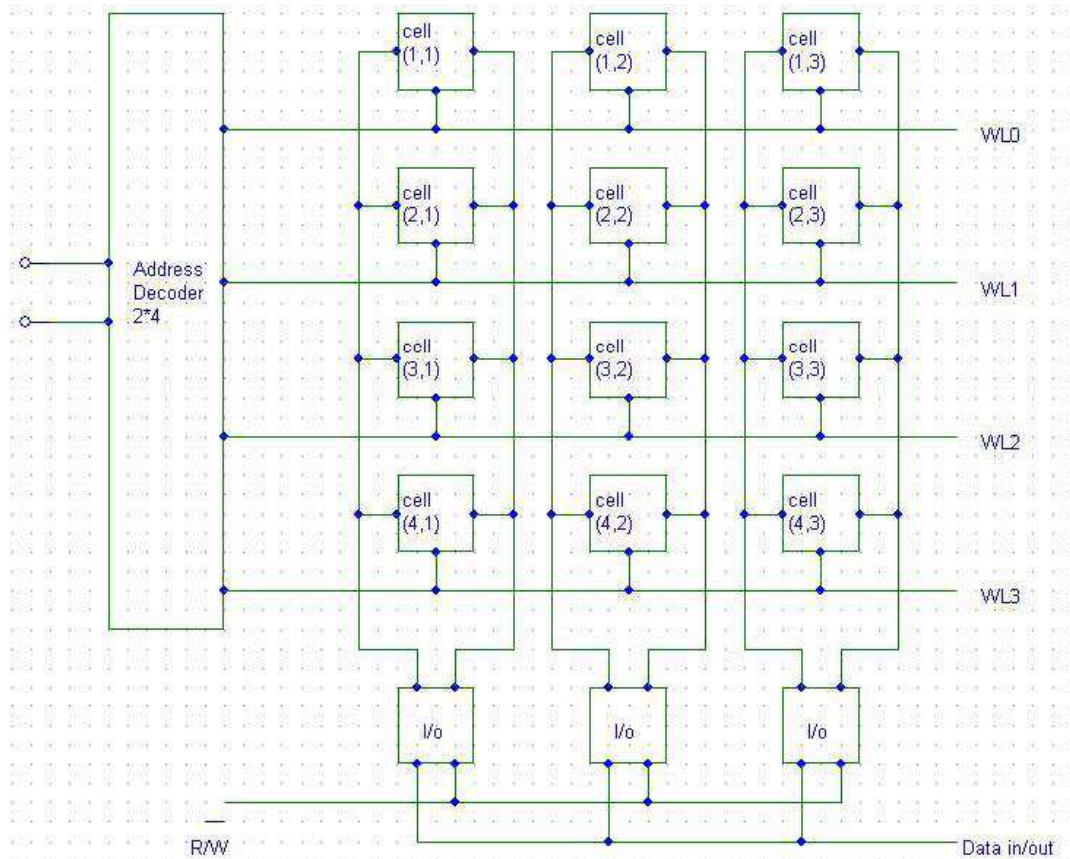 cell
(1,1)
cell
(1,2)
cell
(1,3)
WL0
cell
(2,1)
cell
(2,2)
cell
(2,3)
Address
Decoder
2*4
WL1
cell
(3,1)
cell
(3,2)
cell
(3,3)
WL2
cell
(4,1)
cell
(4,2)
cell
(4,3)
WL3
I/o
I/o
I/o
R/W
Data in/out